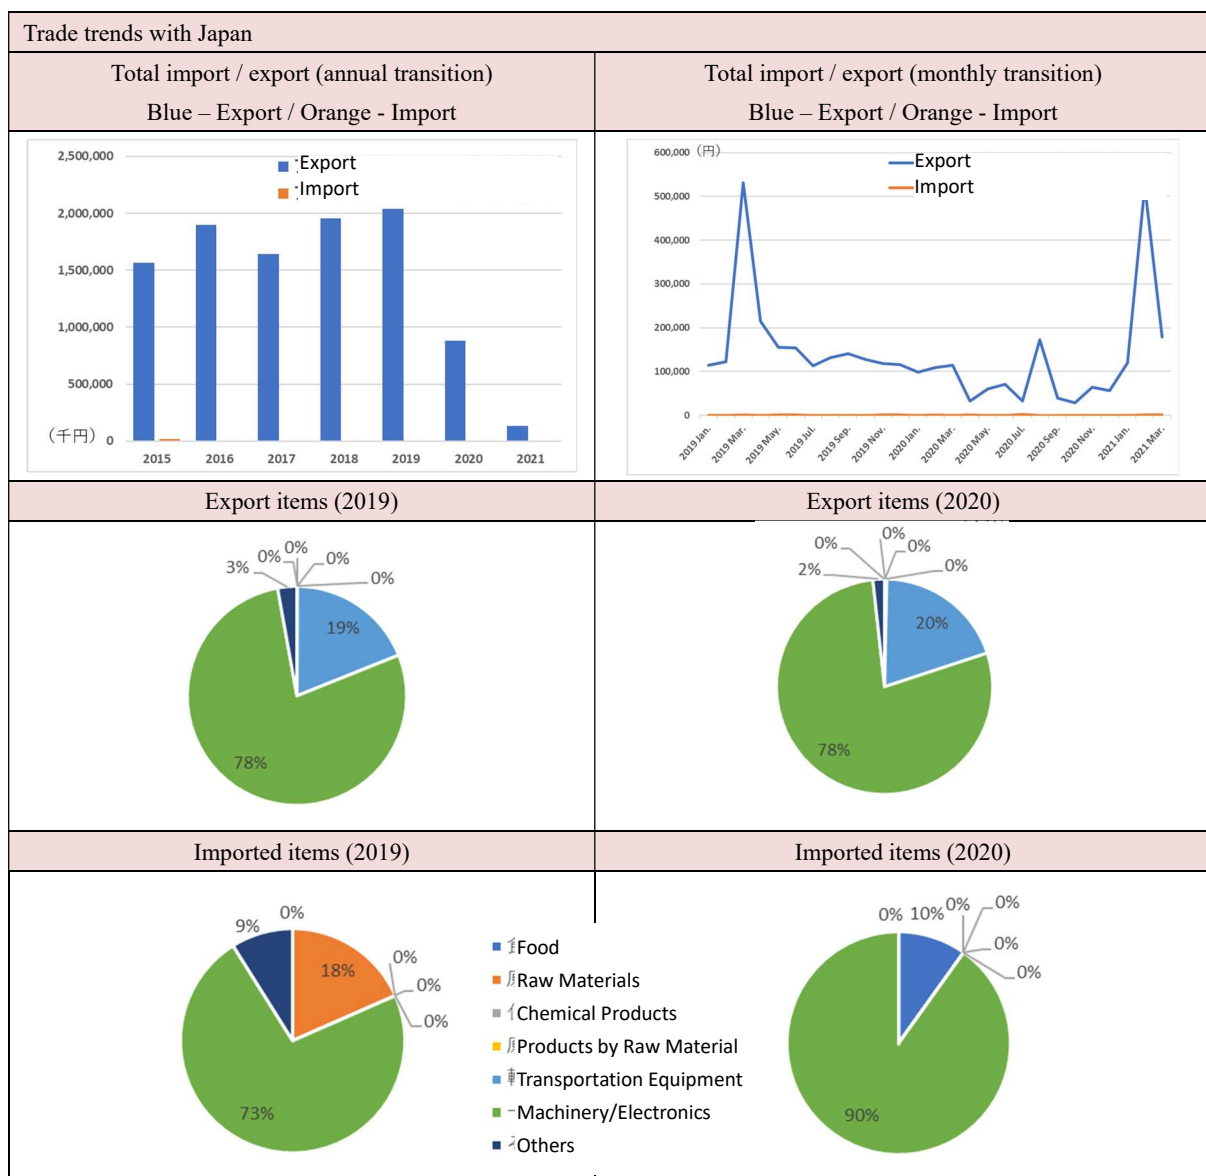 Trade trends with Japan
Total import / export (annual transition)
Blue – Export / Orange - Import
Total import / export (monthly transition)
Blue – Export / Orange - Import
2,500,000
2,000,000
1,500,000
1,000,000
500,000
(千円)
0
Export
Import
2015
2016
2017
2018
2019
2020
2021
600,000
(円)
500,000
400,000
300,000
200,000
100,000
0
Export
Import
2019 Jan.
2019 Mar.
2019 May.
2019 Jul.
2019 Sep.
2019 Nov.
2020 Jan.
2020 Mar.
2020 May.
2020 Jul.
2020 Sep.
2020 Nov.
2021 Jan.
2021 Mar.
Export items (2019)
Export items (2020)
3%
0%
0%
0%
0%
19%
78%
2%
0%
0%
0%
0%
20%
78%
Imported items (2019)
Imported items (2020)
9%
0%
18%
0%
0%
0%
73%
Food
Raw Materials
Chemical Products
Products by Raw Material
Transportation Equipment
Machinery/Electronics
Others
0%
10%
0%
0%
0%
0%
90%